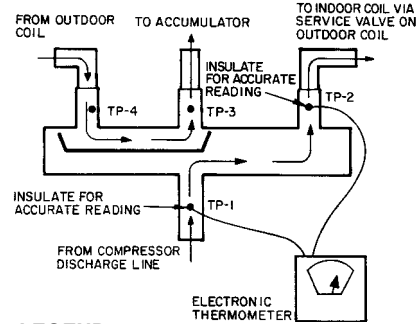 FROM OUTDOOR
COIL
TO ACCUMULATOR
TO INDOOR COIL VIA
SERVICE VALVE ON
OUTDOOR COIL
INSULATE
FOR ACCURATE
READING
TP-2
TP-4
TP-3
INSULATE FOR
ACCURATE READING
TP-1
FROM COMPRESSOR
DISCHARGE LINE
ELECTRONIC
THERMOMETER